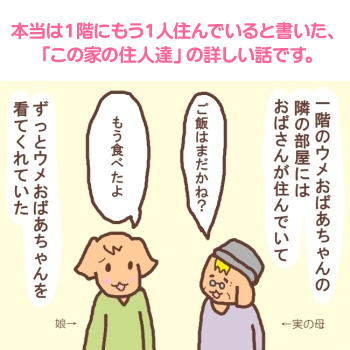 本当は1階にもう1人住んでいると書いた、
「この家の住人達」の詳しい話です。
一階のウメおばあちゃんの
隣の部屋には
おばさんが住んでいて
ご飯はまだかね？
もう食べたよ
ずっとウメおばあちゃんを
看てくれていた
娘→
←実の母